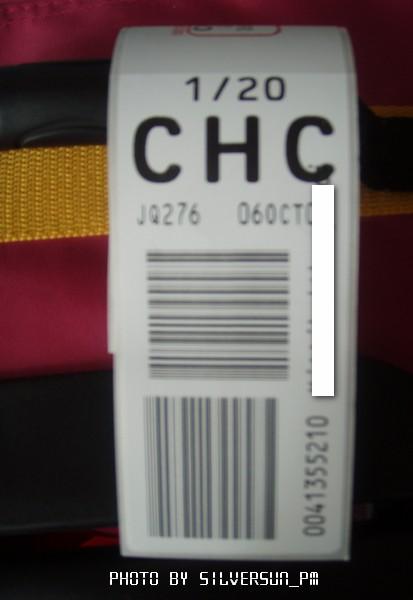 1/20
CHC
JQ276 06OCT
0041355210
PHOTO BY SILVERSUN_PM